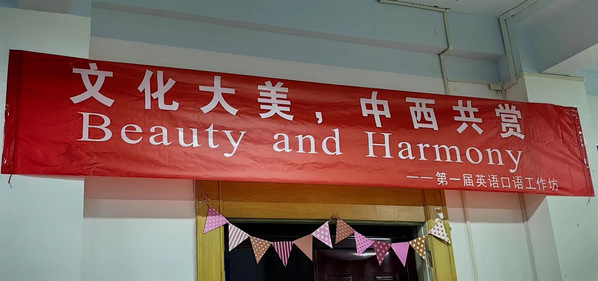 文化大美，中西共赏
Beauty and Harmony
——第一届英语口语工作坊